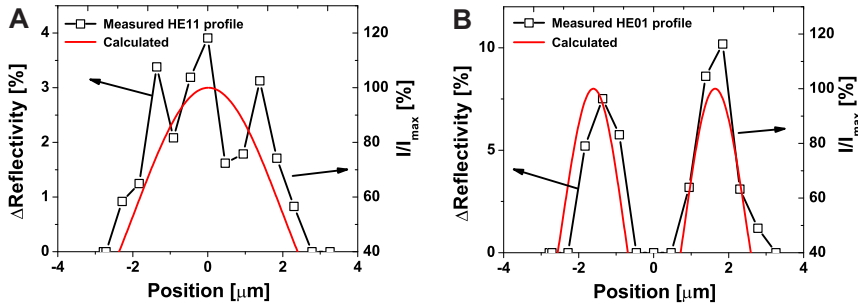 A
Measured HE11 profile
Calculated
ΔReflectivity [%]
4
3
2
1
0
I/Imax [%]
120
100
80
60
40
-4
-2
0
2
4
Position [μm]
B
Measured HE01 profile
Calculated
ΔReflectivity [%]
10
5
0
I/Imax [%]
120
100
80
60
40
-4
-2
0
2
4
Position [μm]